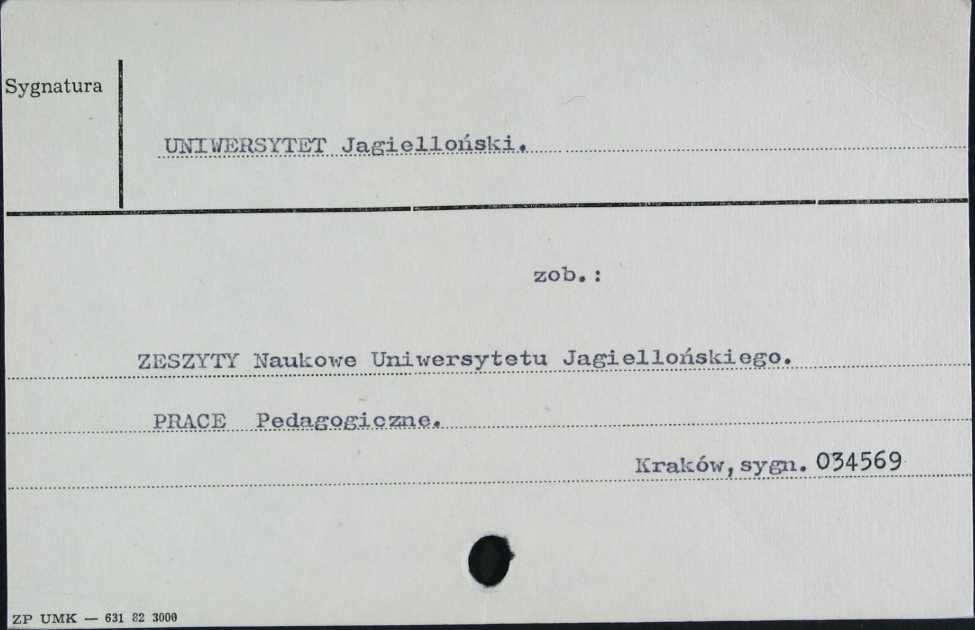 Sygnatura
UNIWERSYTET Jagielloński.
zob.:
ZESZYTY Naukowe Uniwersytetu Jagiellońskiego.
PRACE Pedagogiczne.
Kraków, sygn. 034569
ZP UMK — 631 82 3000